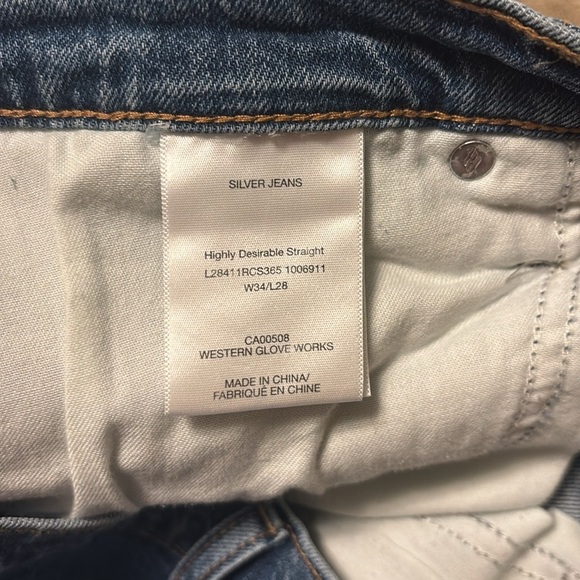 SILVER JEANS
Highly Desirable Straight
L28411RCS365 1006911
W34/L28
CA00508
WESTERN GLOVE WORKS
MADE IN CHINA/
FABRIQUÉ EN CHINE